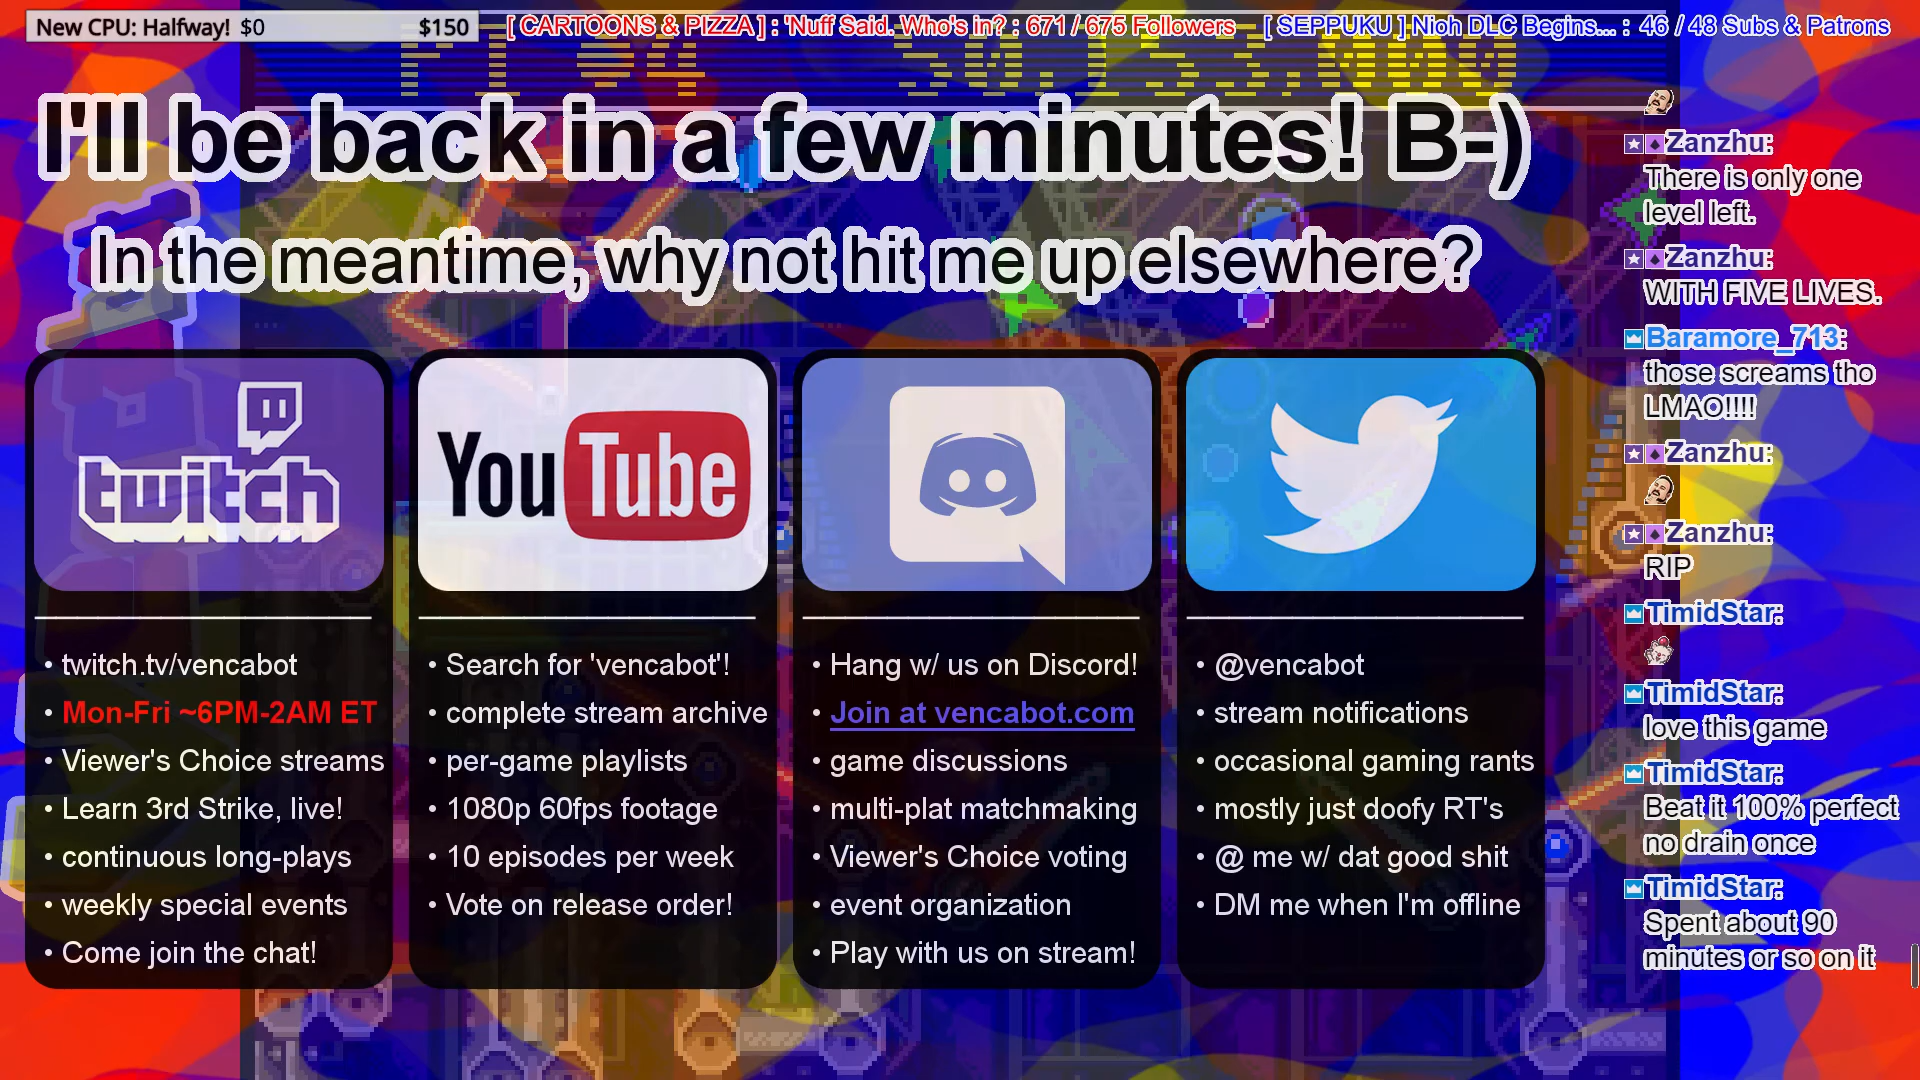 New CPU: Halfway! $0 $150
[ CARTOONS & PIZZA ] : 'Nuff Said. Who's in? : 671 / 675 Followers [ SEPPUKU ] Nioh DLC Begins... : 46 / 48 Subs & Patrons
I'll be back in a few minutes! B-)
In the meantime, why not hit me up elsewhere?
twitch
• twitch.tv/vencabot
• Mon-Fri ~6PM-2AM ET
• Viewer's Choice streams
• Learn 3rd Strike, live!
• continuous long-plays
• weekly special events
• Come join the chat!
YouTube
• Search for 'vencabot'!
• complete stream archive
• per-game playlists
• 1080p 60fps footage
• 10 episodes per week
• Vote on release order!
• Hang w/ us on Discord!
• Join at vencabot.com
• game discussions
• multi-plat matchmaking
• Viewer's Choice voting
• event organization
• Play with us on stream!
• @vencabot
• stream notifications
• occasional gaming rants
• mostly just doofy RT's
• @ me w/ dat good shit
• DM me when I'm offline
Zanzhu:
There is only one
level left.
Zanzhu:
WITH FIVE LIVES.
Baramore_713:
those screams tho
LMAO!!!!
Zanzhu:
Zanzhu:
RIP
TimidStar:
TimidStar:
love this game
TimidStar:
Beat it 100% perfect
no drain once
TimidStar:
Spent about 90
minutes or so on it